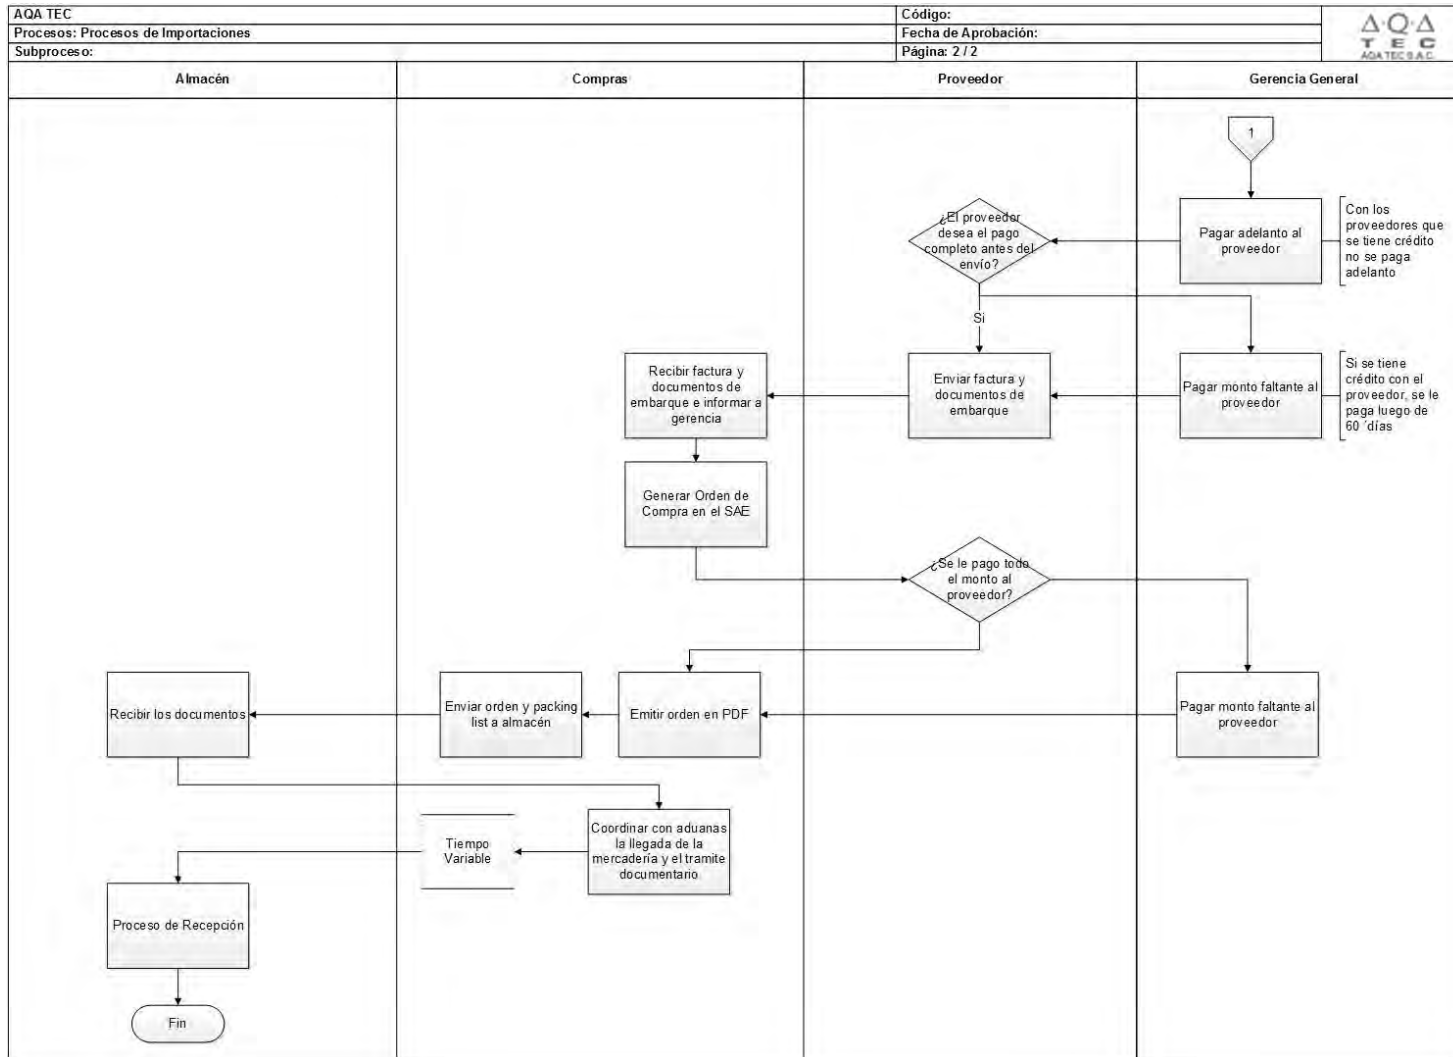 AQA TEC
Código:
Procesos: Procesos de Importaciones
Fecha de Aprobación:
Subproceso:
Página: 2 / 2
Δ·Q·Δ
T E C
AQA TEC S.A.C.
Almacén
Compras
Proveedor
Gerencia General
1
¿El proveedor
desea el pago
completo antes del
envío?
Pagar adelanto al
proveedor
Con los
proveedores que
se tiene crédito
no se paga
adelanto
Si
Recibir factura y
documentos de
embarque e informar a
gerencia
Enviar factura y
documentos de
embarque
Pagar monto faltante al
proveedor
Si se tiene
crédito con el
proveedor, se le
paga luego de
60 ´días
Generar Orden de
Compra en el SAE
¿Se le pago todo
el monto al
proveedor?
Recibir los documentos
Enviar orden y packing
list a almacén
Emitir orden en PDF
Pagar monto faltante al
proveedor
Tiempo
Variable
Coordinar con aduanas
la llegada de la
mercadería y el tramite
documentario
Proceso de Recepción
Fin